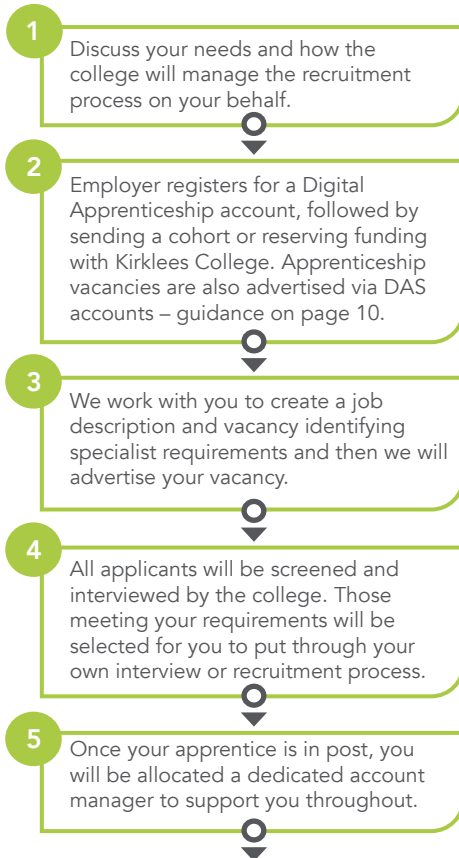 1
Discuss your needs and how the
college will manage the recruitment
process on your behalf.
2
Employer registers for a Digital
Apprenticeship account, followed by
sending a cohort or reserving funding
with Kirklees College. Apprenticeship
vacancies are also advertised via DAS
accounts – guidance on page 10.
3
We work with you to create a job
description and vacancy identifying
specialist requirements and then we will
advertise your vacancy.
4
All applicants will be screened and
interviewed by the college. Those
meeting your requirements will be
selected for you to put through your
own interview or recruitment process.
5
Once your apprentice is in post, you
will be allocated a dedicated account
manager to support you throughout.